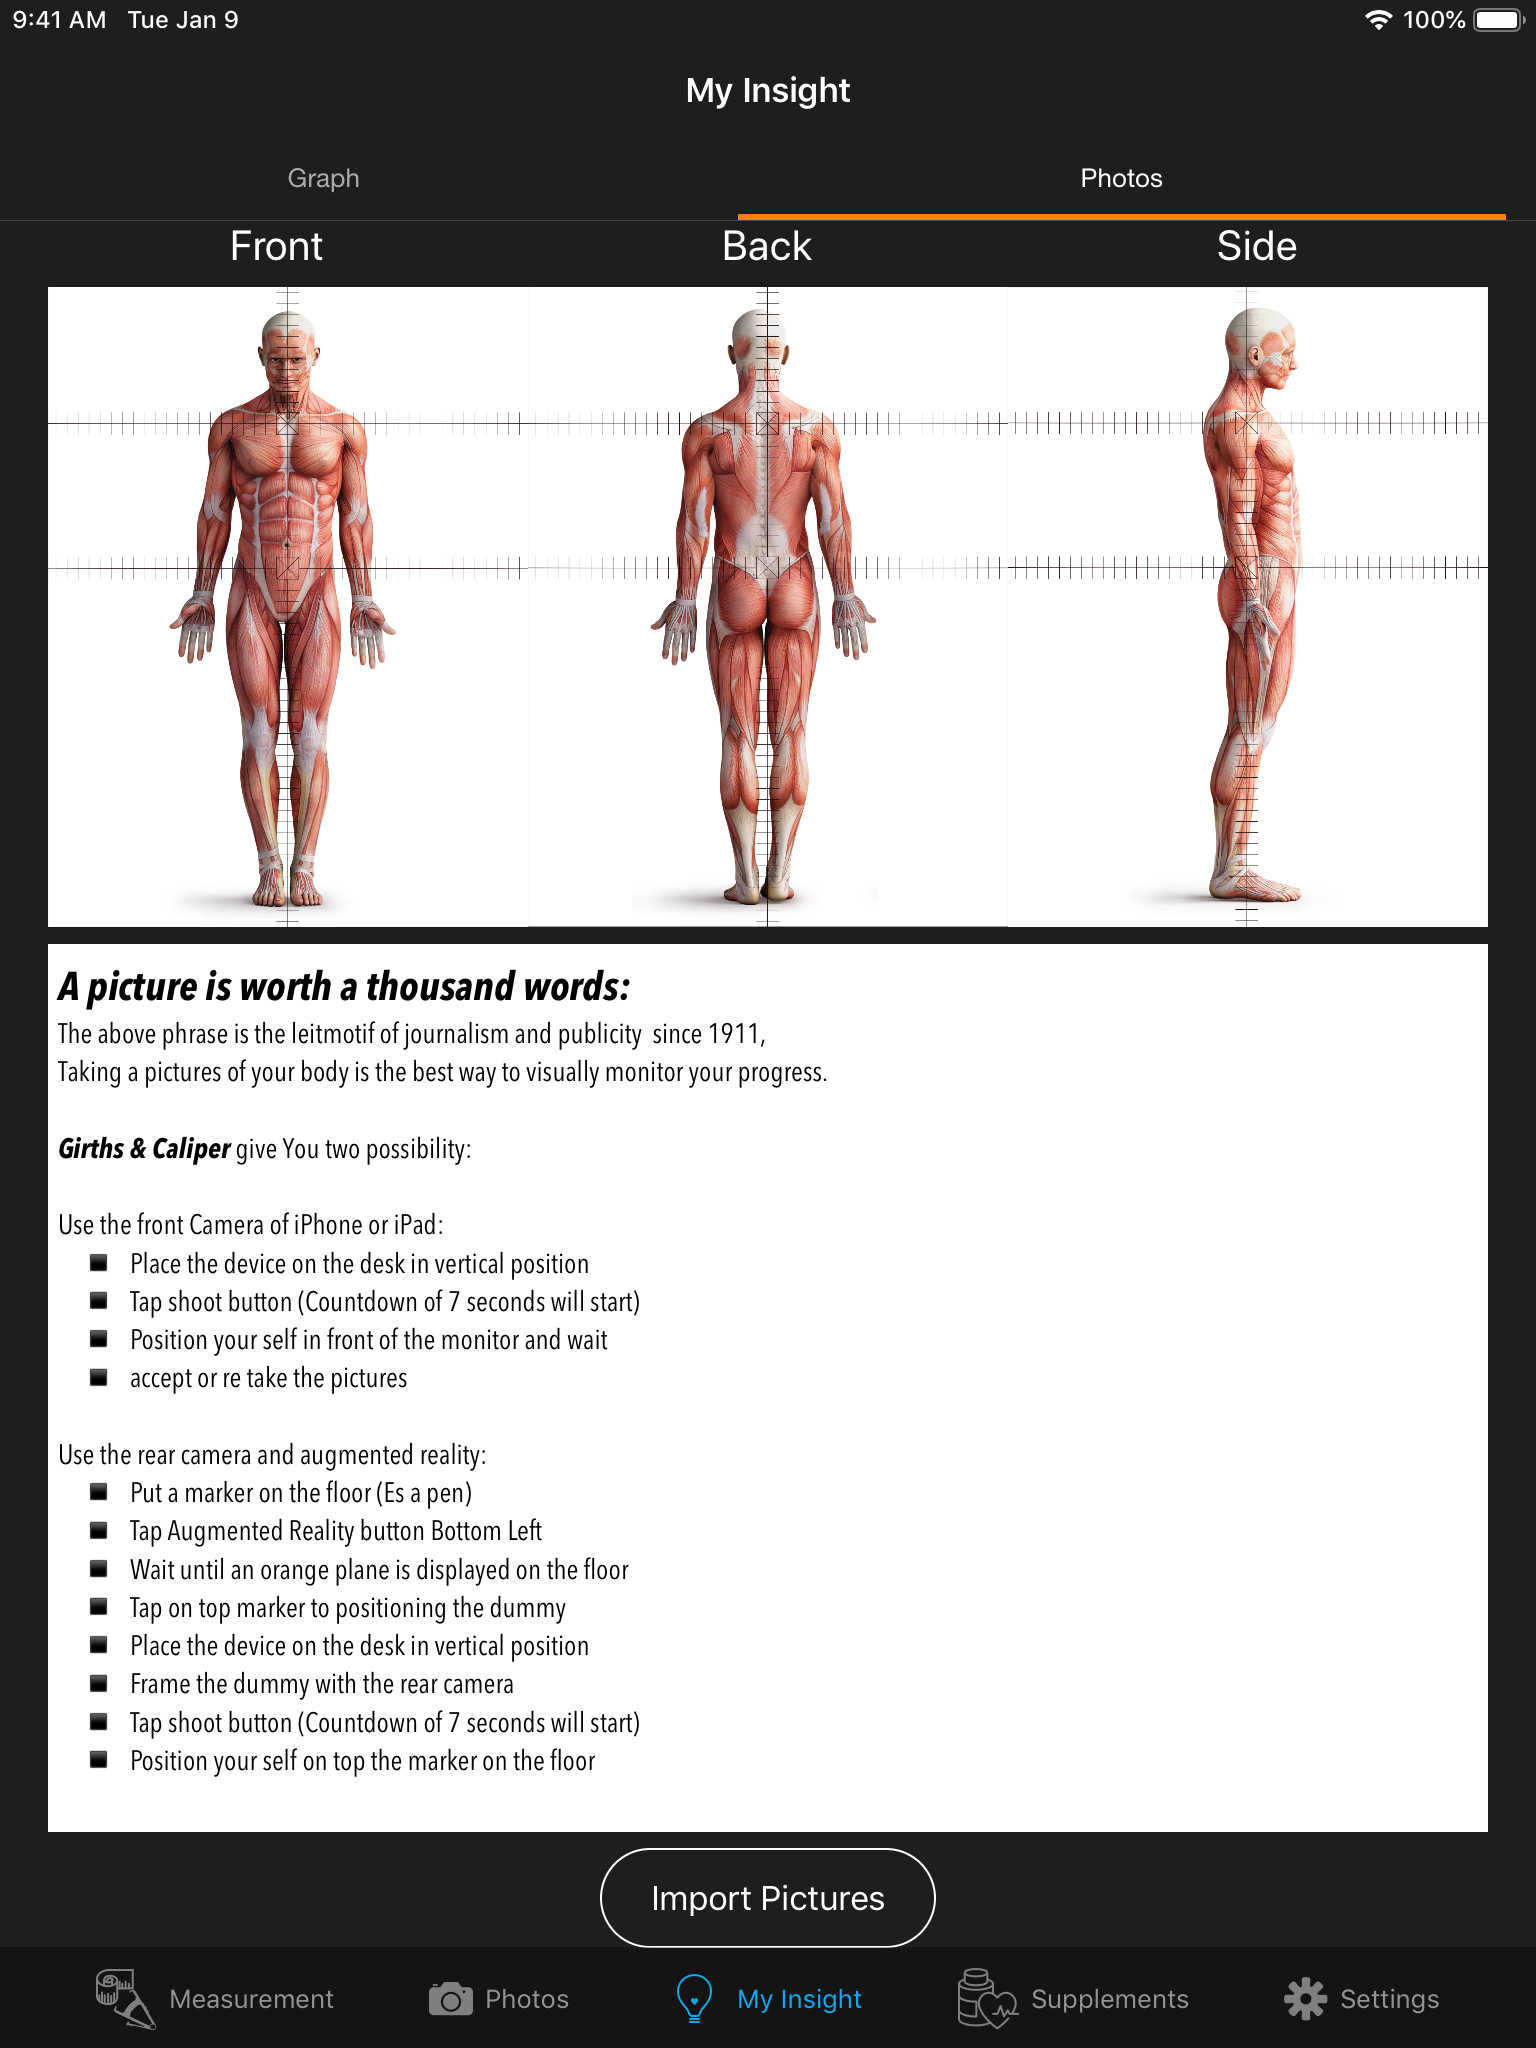 9:41 AM Tue Jan 9 100%
My Insight
Graph Photos
Front Back Side
A picture is worth a thousand words:
The above phrase is the leitmotif of journalism and publicity  since 1911,
Taking a pictures of your body is the best way to visually monitor your progress.
Girths & Caliper give You two possibility:
Use the front Camera of iPhone or iPad:
Place the device on the desk in vertical position
Tap shoot button (Countdown of 7 seconds will start)
Position your self in front of the monitor and wait
accept or re take the pictures
Use the rear camera and augmented reality:
Put a marker on the floor (Es a pen)
Tap Augmented Reality button Bottom Left
Wait until an orange plane is displayed on the floor
Tap on top marker to positioning the dummy
Place the device on the desk in vertical position
Frame the dummy with the rear camera
Tap shoot button (Countdown of 7 seconds will start)
Position your self on top the marker on the floor
Import Pictures
Measurement Photos My Insight Supplements Settings